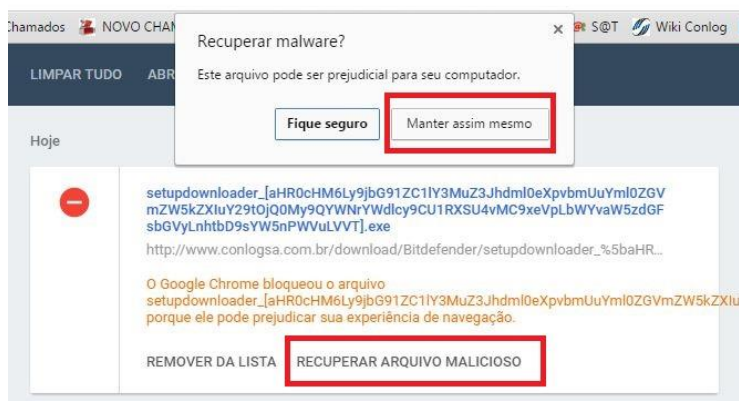 Chamados NOVO CHAM S@T Wiki Conlog
Recuperar malware?
Este arquivo pode ser prejudicial para seu computador.
Fique seguro Manter assim mesmo
LIMPAR TUDO ABR
Hoje
setupdownloader_[aHR0cHM6Ly9jbG91ZC1lY3MuZ3Jhdml0eXpvbmUuYml0ZGV
mZW5kZXIuY29tOjQ0My9QYWNrYWdlcy9CU1RXSU4vMC9xeVpLbWYvaW5zdGF
sbGVyLnhtbD9sYW5nPWVuLVVT].exe
http://www.conlogsa.com.br/download/Bitdefender/setupdownloader_%5baHR...
O Google Chrome bloqueou o arquivo
setupdownloader_[aHR0cHM6Ly9jbG91ZC1lY3MuZ3Jhdml0eXpvbmUuYml0ZGVmZW5kZXIu
porque ele pode prejudicar sua experiência de navegação.
REMOVER DA LISTA RECUPERAR ARQUIVO MALICIOSO